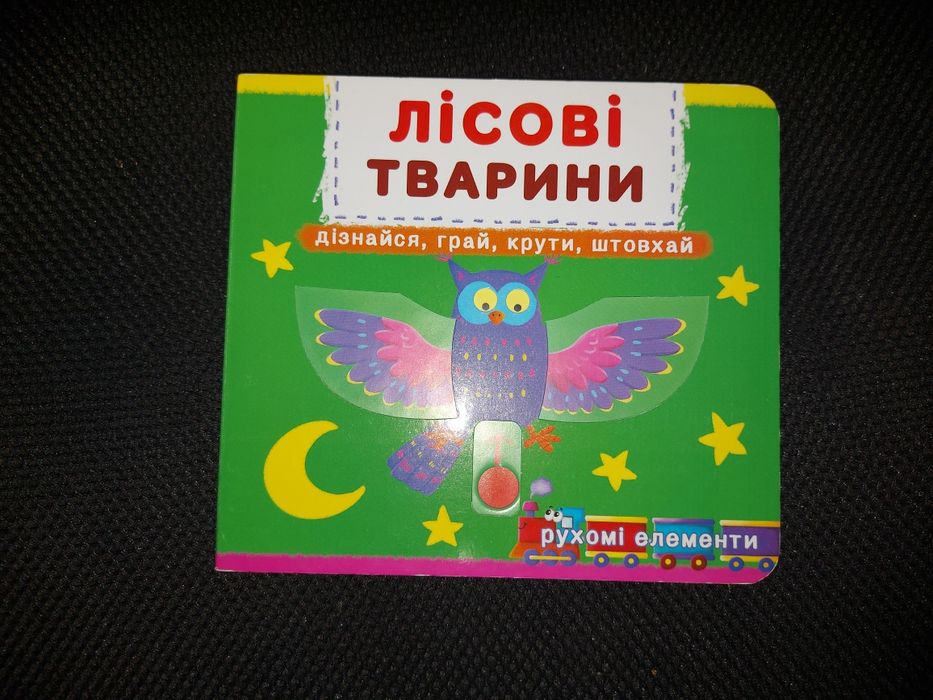 лісові
тварини
дізнайся, грай, крути, штовхай
рухомі елементи